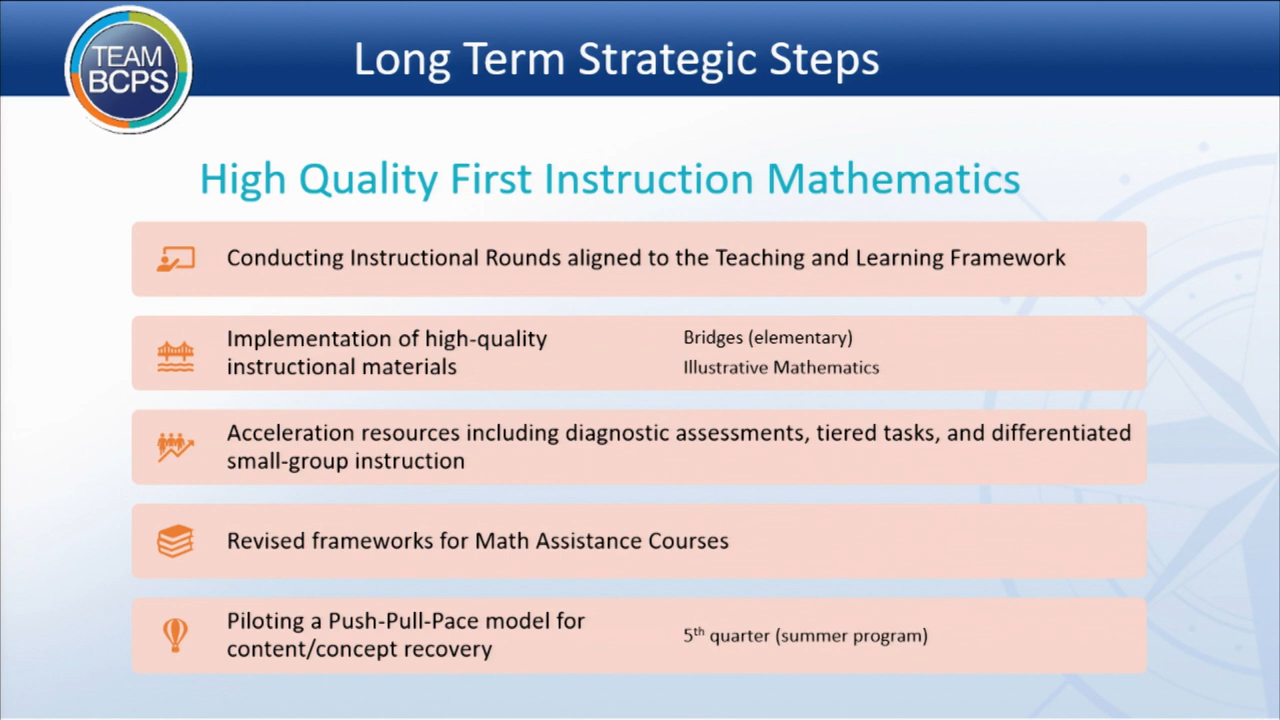 TEAM
BCPS
Long Term Strategic Steps
High Quality First Instruction Mathematics
Conducting Instructional Rounds aligned to the Teaching and Learning Framework
Implementation of high-quality
instructional materials
Bridges (elementary)
Illustrative Mathematics
Acceleration resources including diagnostic assessments, tiered tasks, and differentiated
small-group instruction
Revised frameworks for Math Assistance Courses
Piloting a Push-Pull-Pace model for
content/concept recovery
5th quarter (summer program)